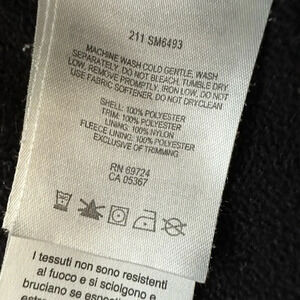 211 SM6493
MACHINE WASH COLD GENTLE, WASH
SEPARATELY, DO NOT BLEACH, TUMBLE DRY
LOW, REMOVE PROMPTLY, IRON LOW, DO NOT
USE FABRIC SOFTENER, DO NOT DRYCLEAN
SHELL: 100% POLYESTER
TRIM: 100% POLYESTER
LINING: 100% NYLON
FLEECE LINING: 100% POLYESTER
EXCLUSIVE OF TRIMMING
RN 69724
CA 05367
I tessuti non sono resistenti
al fuoco e si sciolgono e
bruciano se esposti